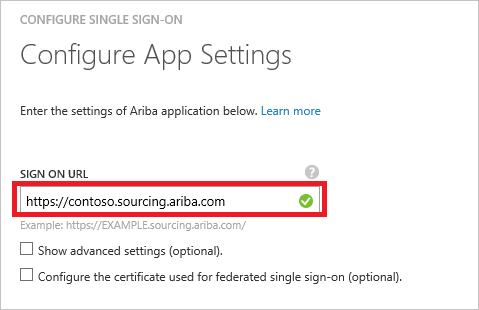 CONFIGURE SINGLE SIGN-ON
Configure App Settings
Enter the settings of Ariba application below. Learn more
SIGN ON URL
?
https://contoso.sourcing.ariba.com
Example: https://EXAMPLE.sourcing.ariba.com/
Show advanced settings (optional).
Configure the certificate used for federated single sign-on (optional).